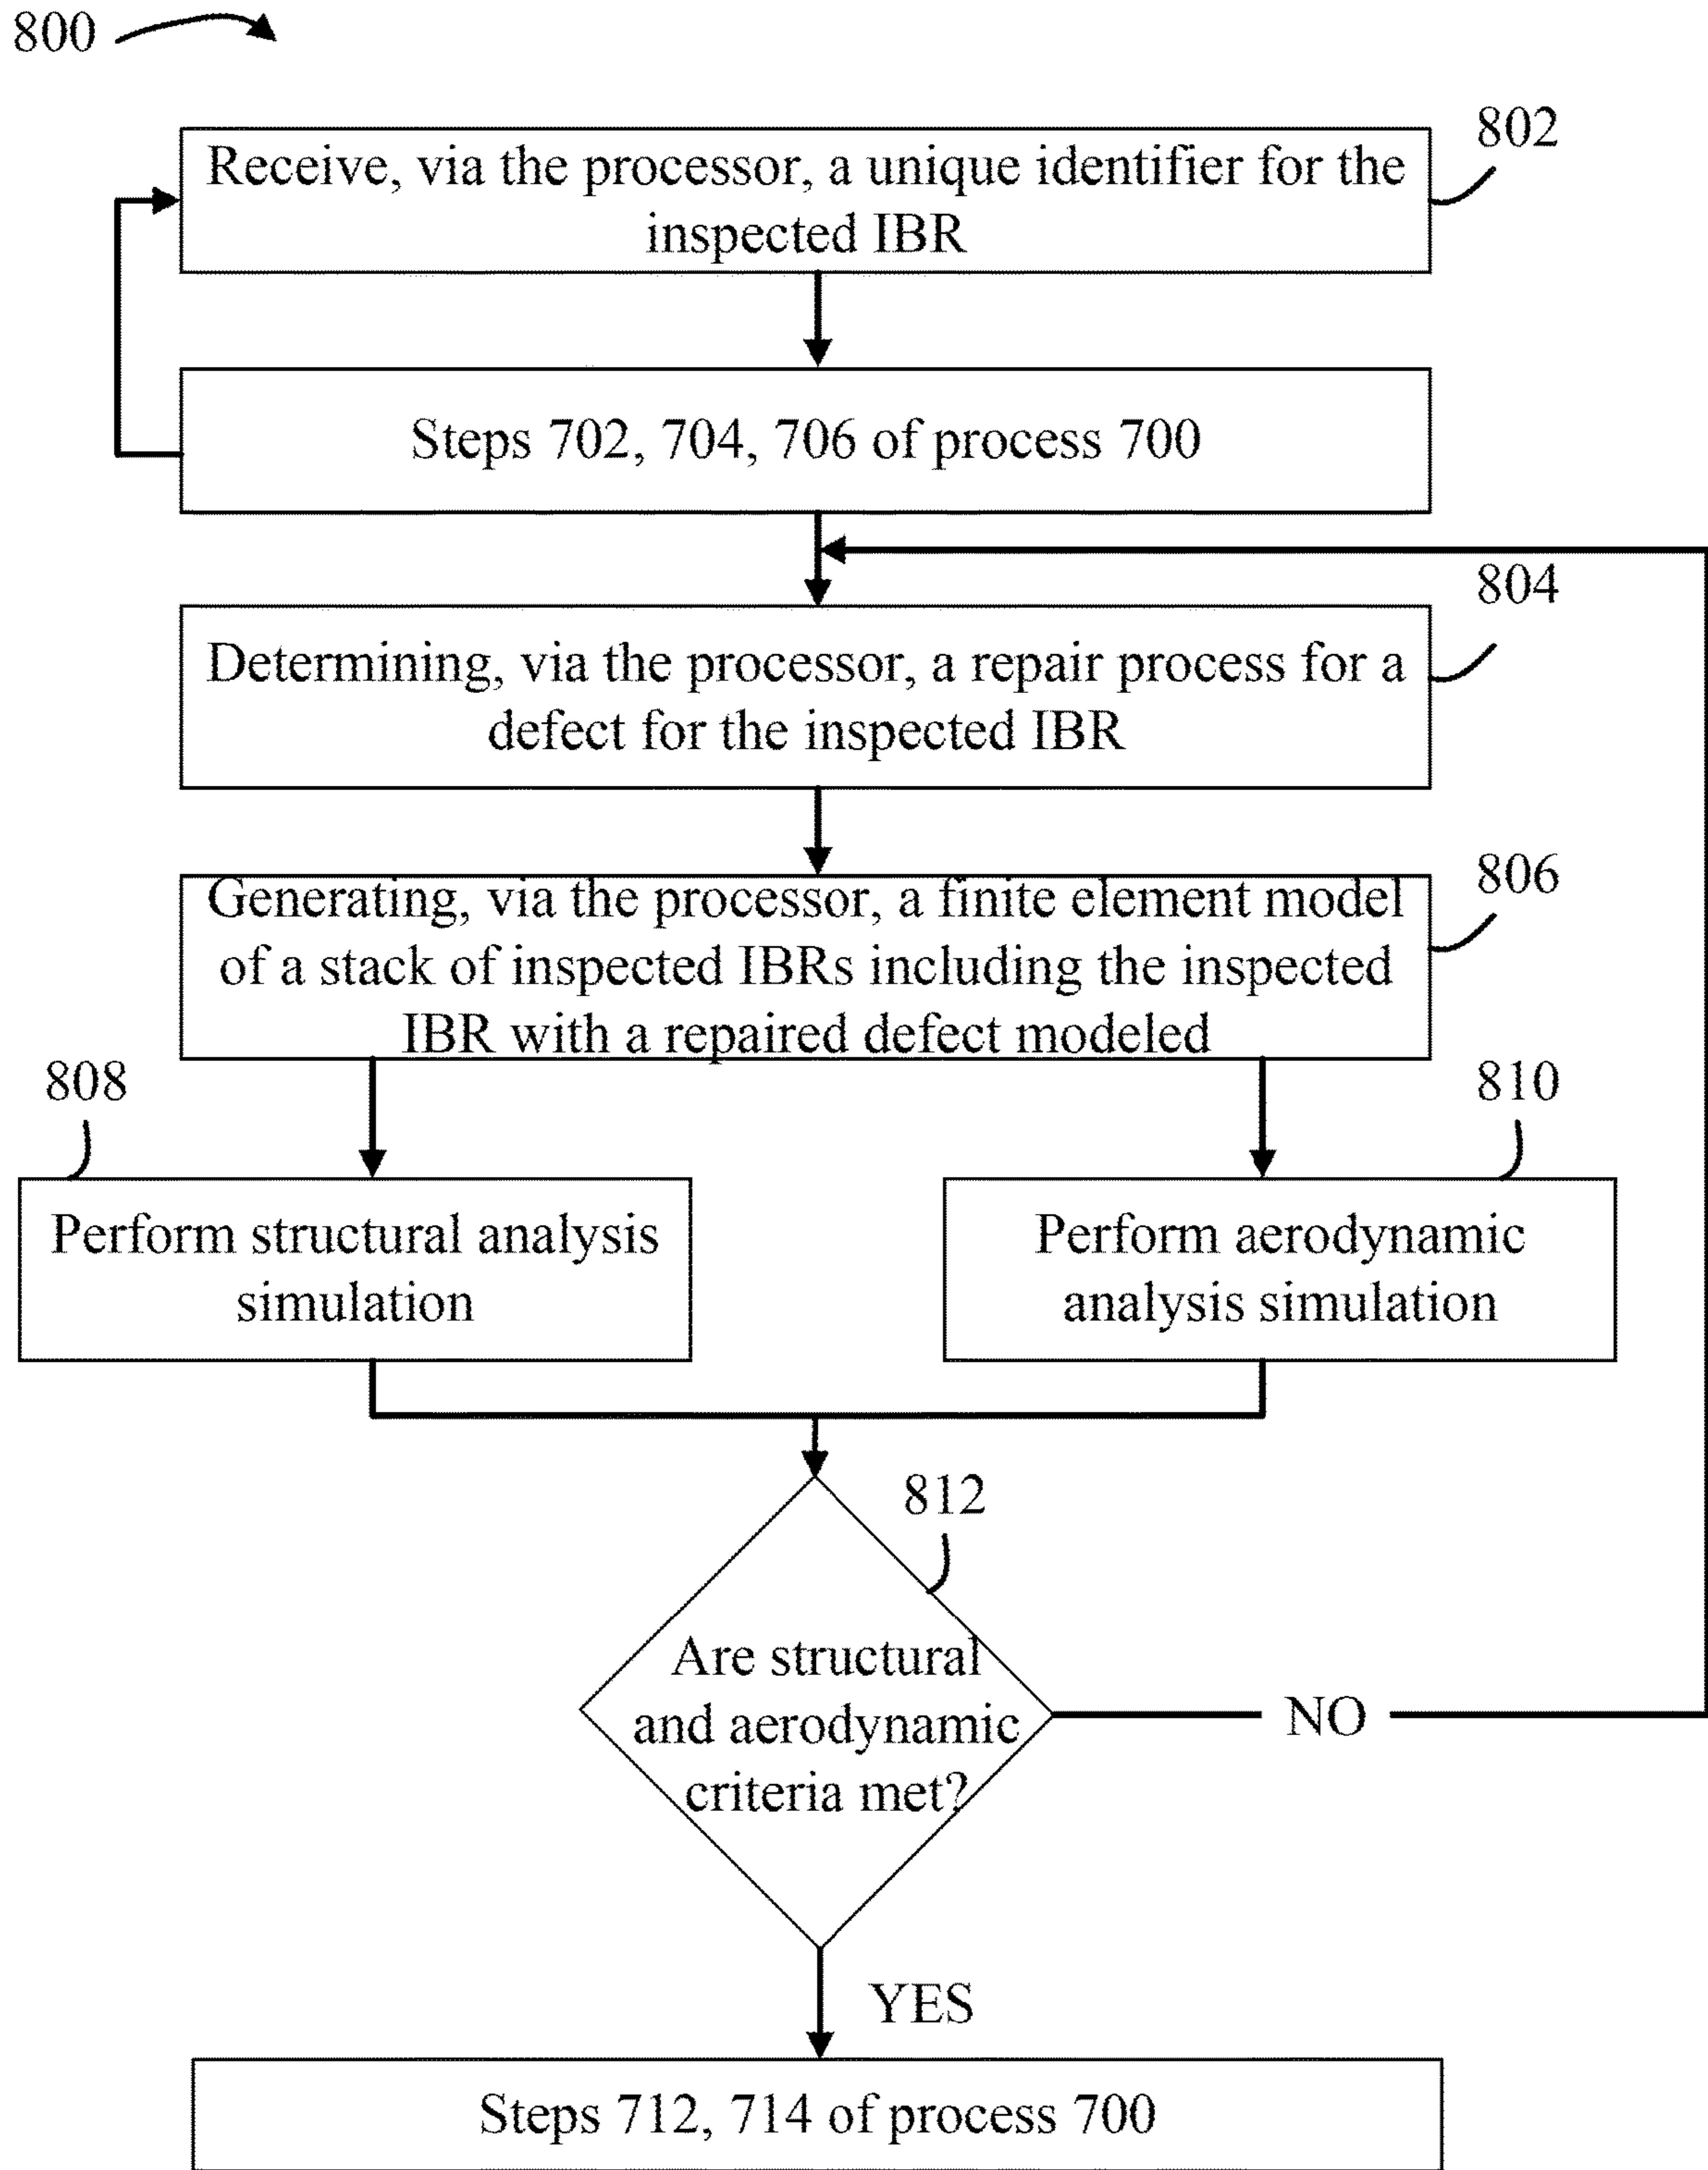 800
802
Receive, via the processor, a unique identifier for the
inspected IBR
Steps 702, 704, 706 of process 700
804
Determining, via the processor, a repair process for a
defect for the inspected IBR
806
Generating, via the processor, a finite element model
of a stack of inspected IBRs including the inspected
IBR with a repaired defect modeled
808
810
Perform structural analysis
simulation
Perform aerodynamic
analysis simulation
812
Are structural
and aerodynamic
criteria met?
NO
YES
Steps 712, 714 of process 700